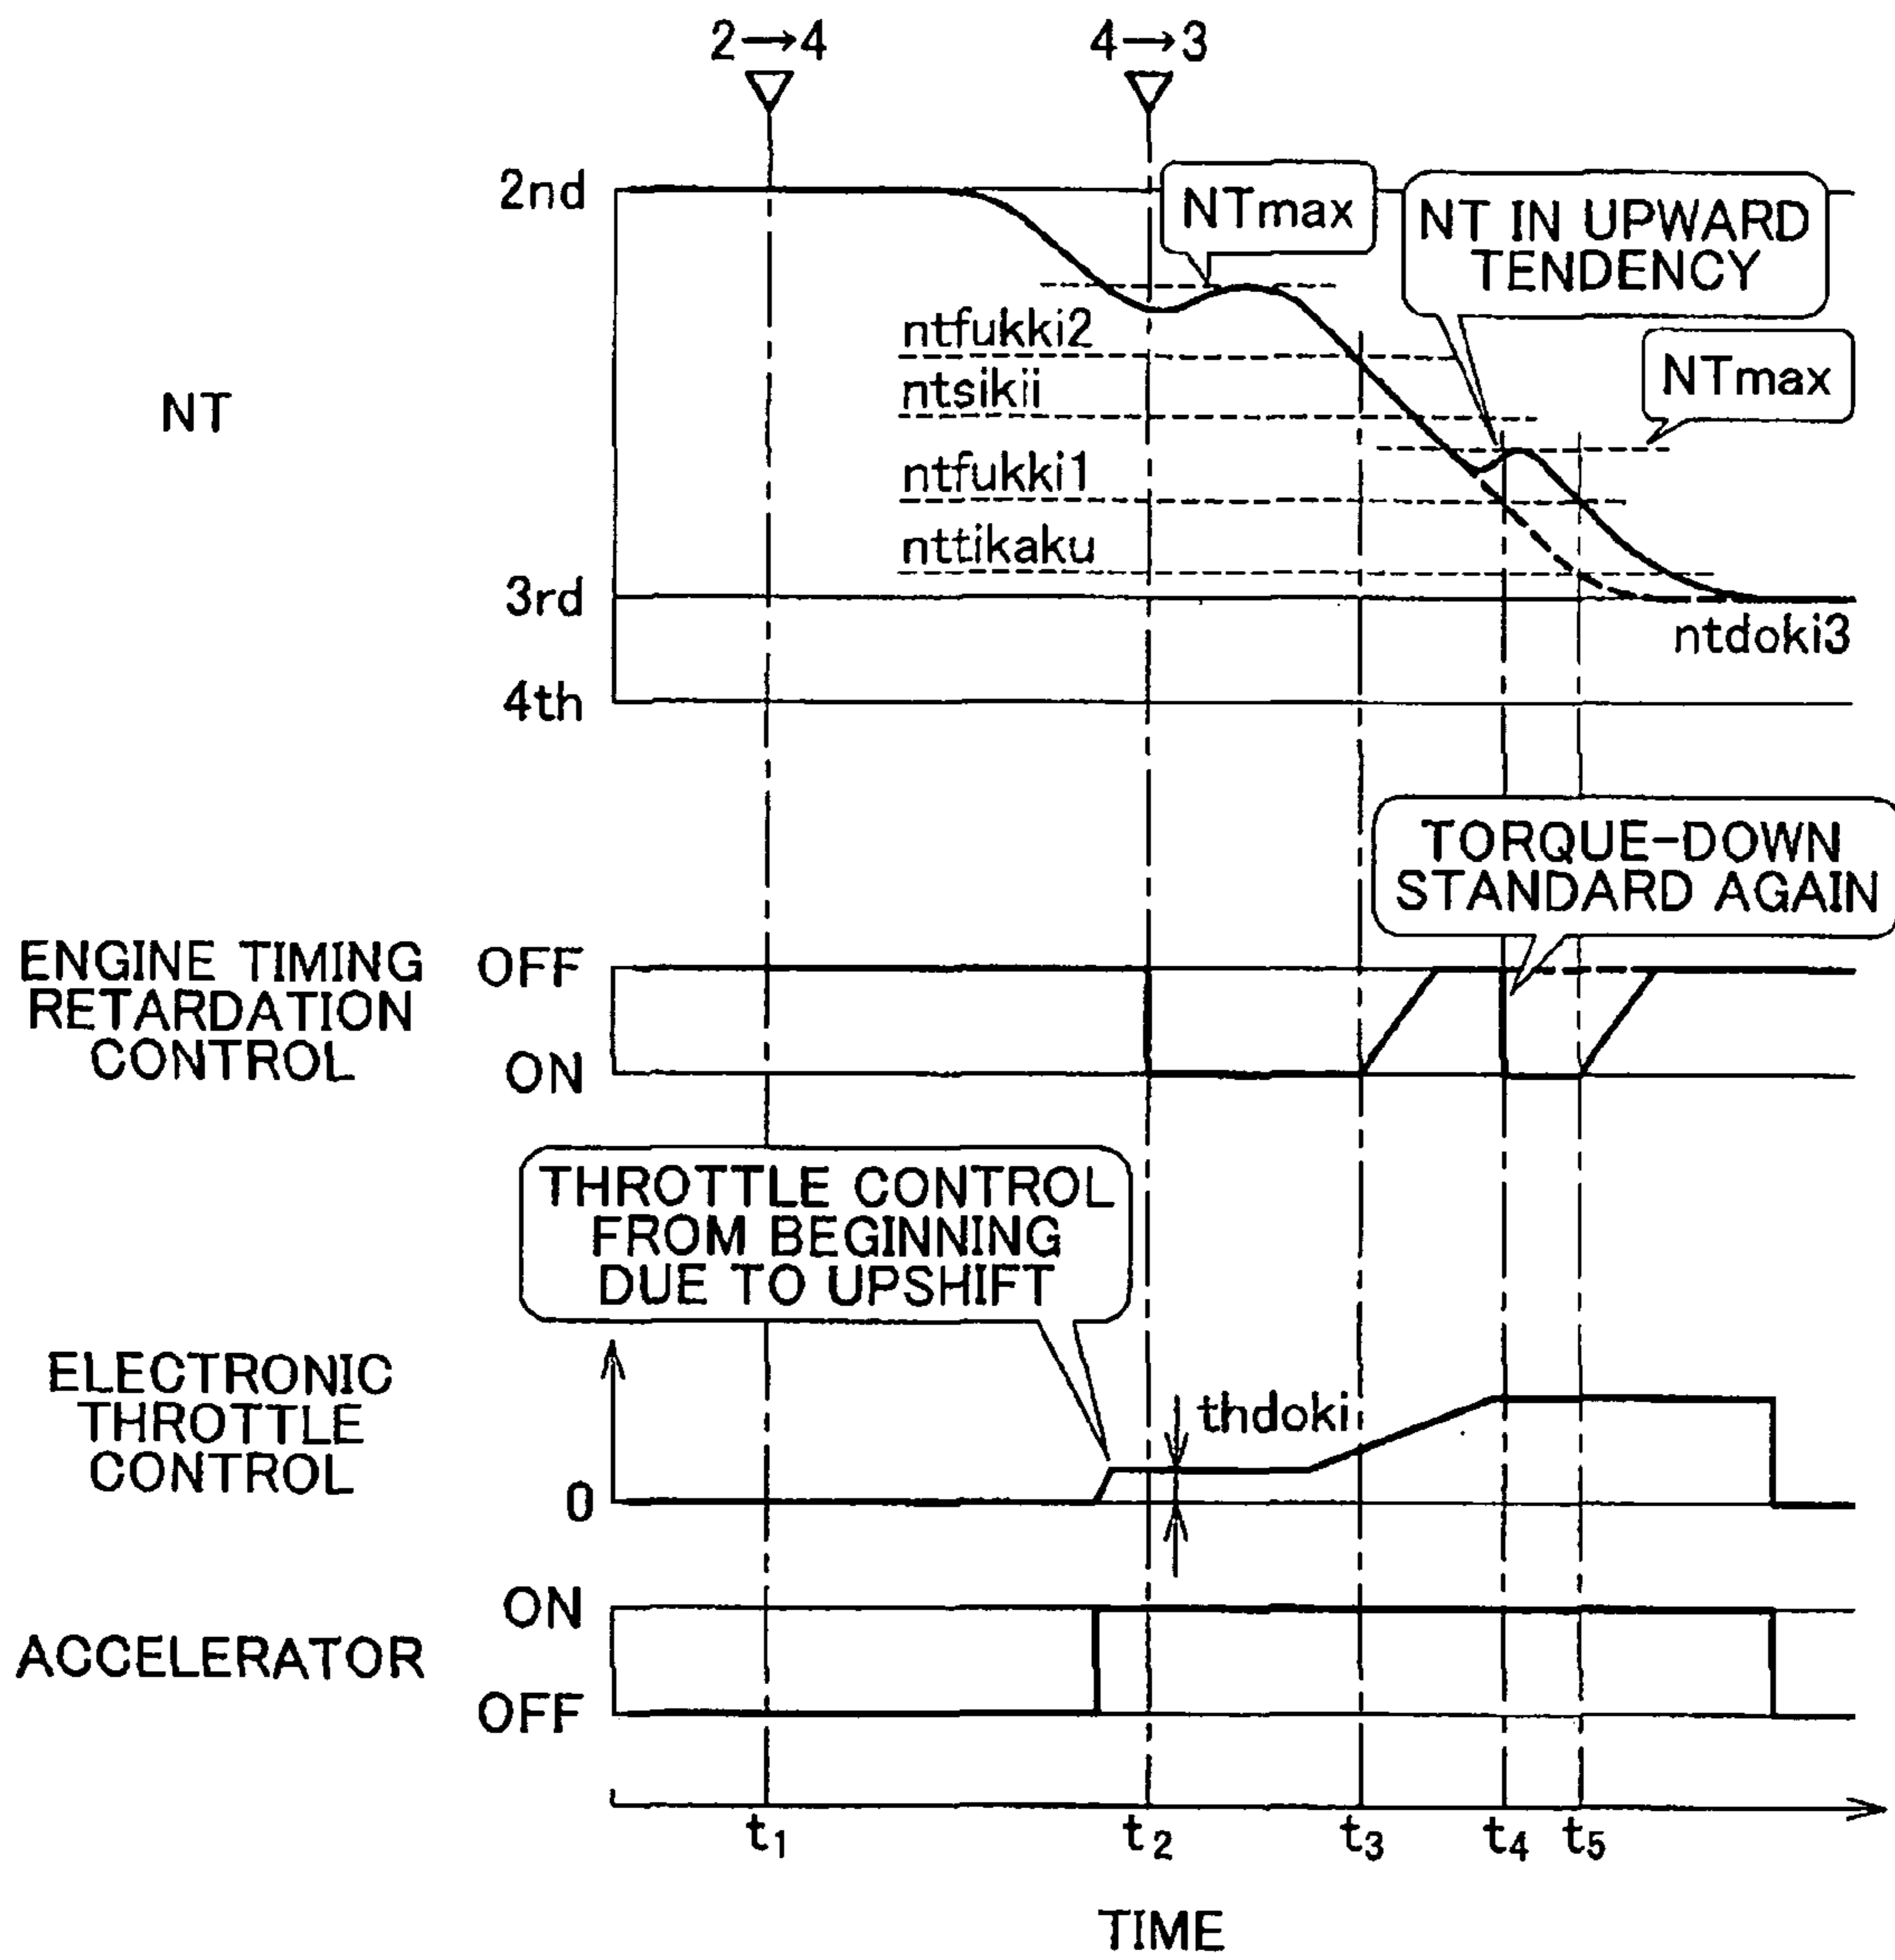 2→4
4→3
2nd
NTmax
NT IN UPWARD
TENDENCY
ntfukki2
NTmax
ntsikii
NT
ntfukki1
nttikaku
3rd
ntdoki3
4th
TORQUE-DOWN
STANDARD AGAIN
ENGINE TIMING
RETARDATION
CONTROL
OFF
ON
THROTTLE CONTROL
FROM BEGINNING
DUE TO UPSHIFT
ELECTRONIC
THROTTLE
CONTROL
thdoki
0
ON
ACCELERATOR
OFF
t1
t2
t3
t4
t5
TIME